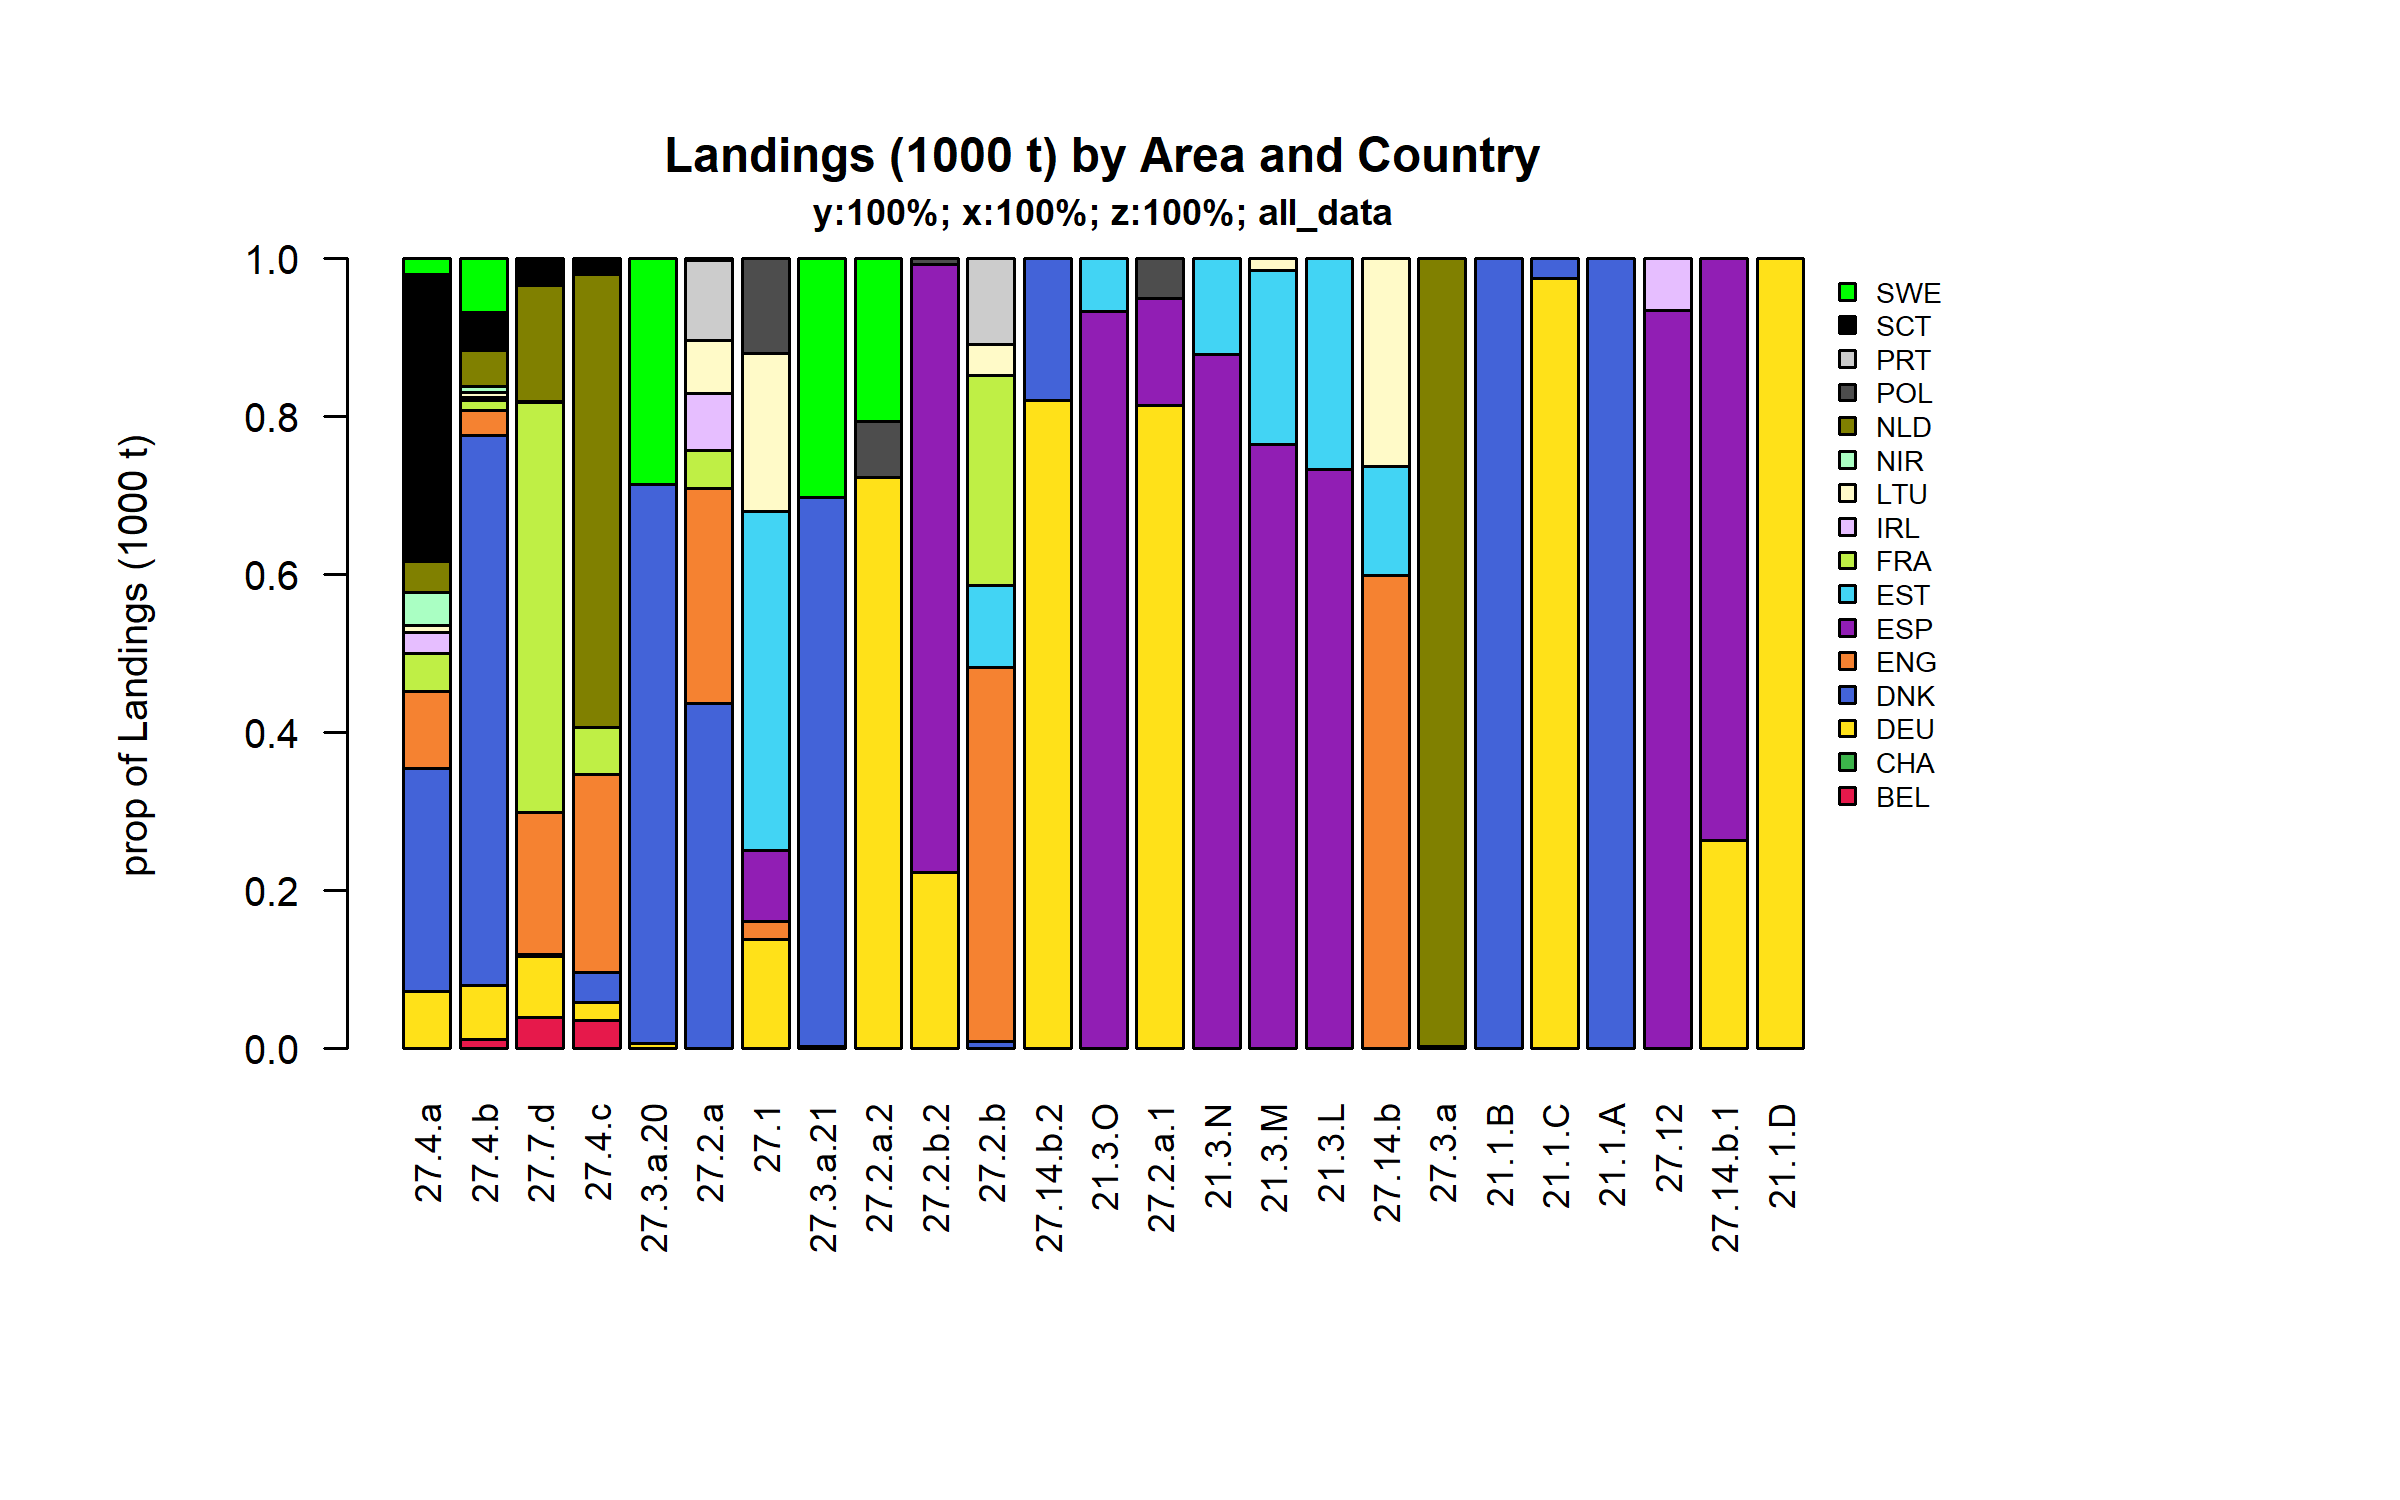 Landings (1000 t) by Area and Country
y:100%; x:100%; z:100%; all_data
prop of Landings (1000 t)
1.0
0.8
0.6
0.4
0.2
0.0
27.4.a
27.4.b
27.7.d
27.4.c
27.3.a.20
27.2.a
27.1
27.3.a.21
27.2.a.2
27.2.b.2
27.2.b
27.14.b.2
21.3.O
27.2.a.1
21.3.N
21.3.M
21.3.L
27.14.b
27.3.a
21.1.B
21.1.C
21.1.A
27.12
27.14.b.1
21.1.D
SWE
SCT
PRT
POL
NLD
NIR
LTU
IRL
FRA
EST
ESP
ENG
DNK
DEU
CHA
BEL